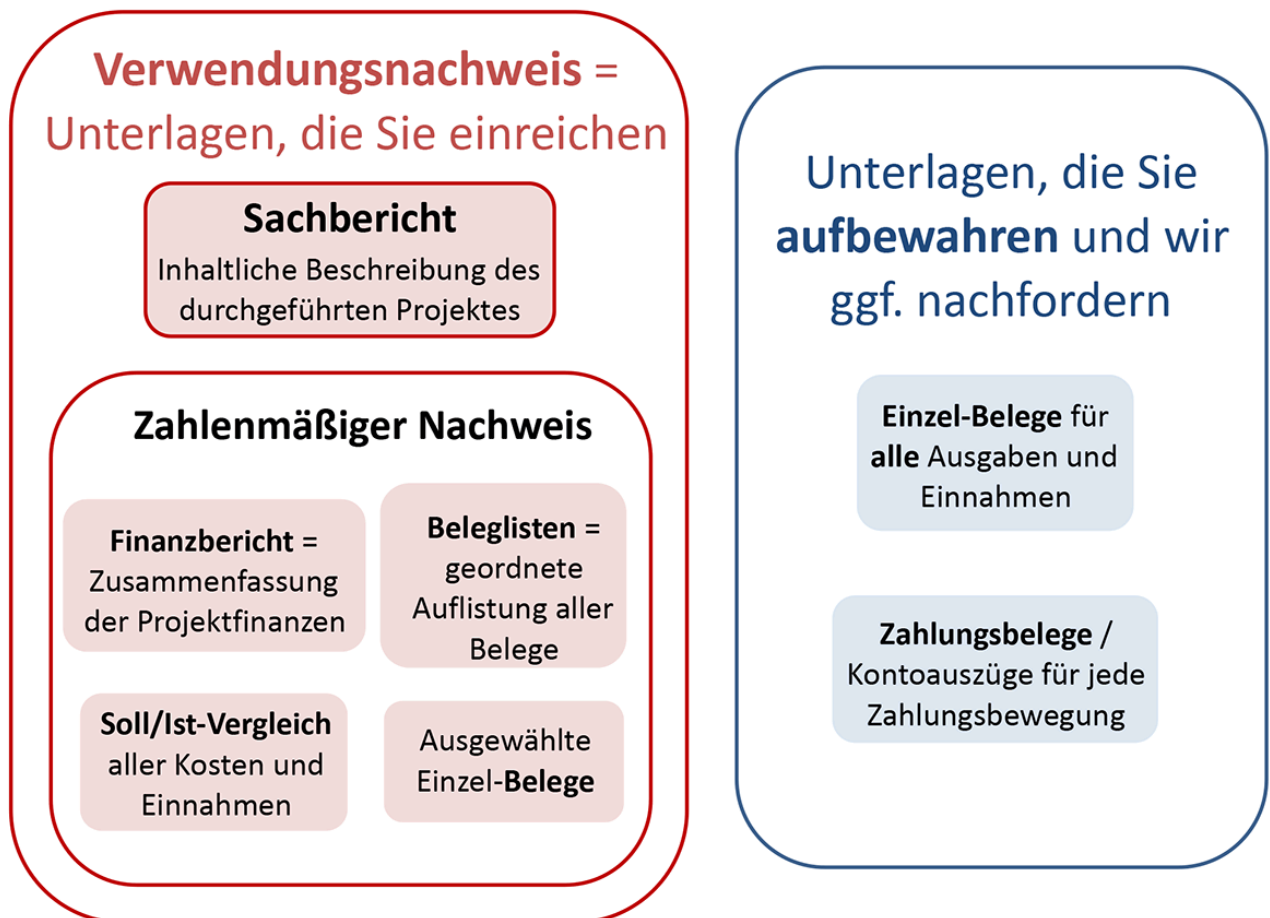 Verwendungsnachweis =
Unterlagen, die Sie einreichen
Sachbericht
Inhaltliche Beschreibung des
durchgeführten Projektes
Zahlenmäßiger Nachweis
Finanzbericht =
Zusammenfassung
der Projektfinanzen
Beleglisten =
geordnete
Auflistung aller
Belege
Soll/Ist-Vergleich
aller Kosten und
Einnahmen
Ausgewählte
Einzel-Belege
Unterlagen, die Sie
aufbewahren und wir
ggf. nachfordern
Einzel-Belege für
alle Ausgaben und
Einnahmen
Zahlungsbelege /
Kontoauszüge für jede
Zahlungsbewegung